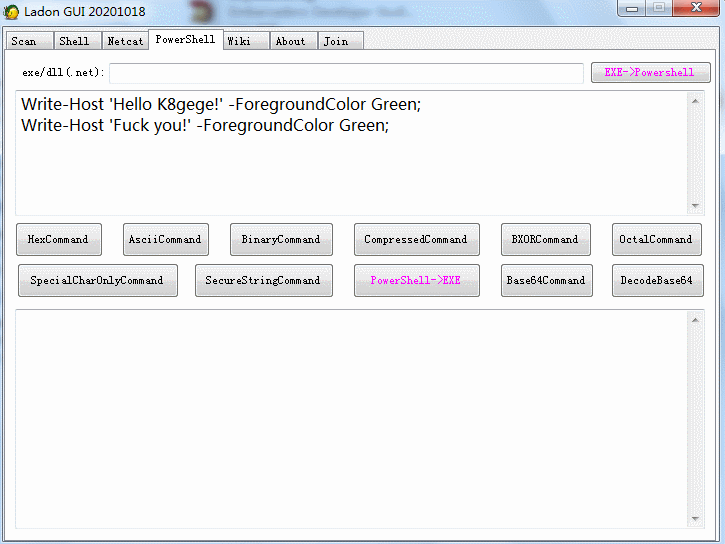 Ladon GUI 20201018
Scan Shell Netcat PowerShell Wiki About Join
exe/dll(.net): EXE->Powershell
Write-Host 'Hello K8gege!' -ForegroundColor Green;
Write-Host 'Fuck you!' -ForegroundColor Green;
HexCommand AsciiCommand BinaryCommand CompressedCommand BXORCommand OctalCommand
SpecialCharOnlyCommand SecureStringCommand PowerShell->EXE Base64Command DecodeBase64